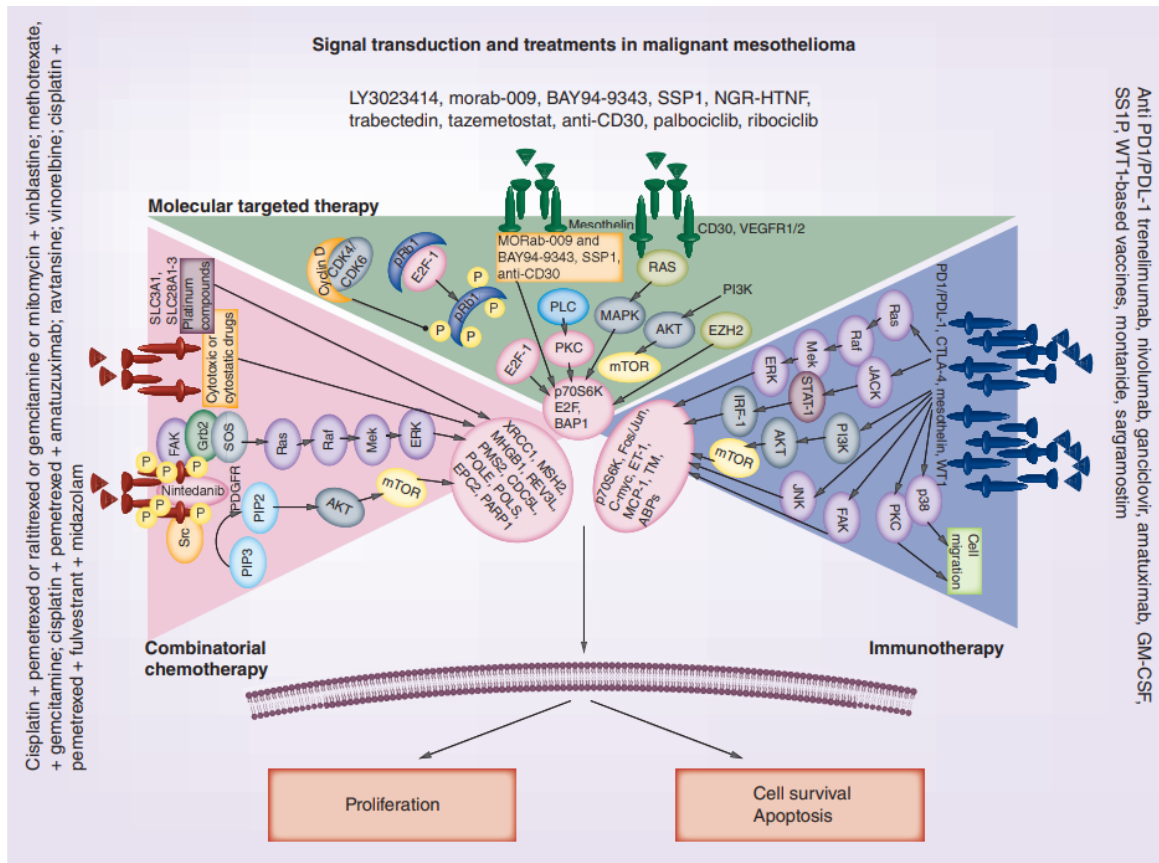 Signal transduction and treatments in malignant mesothelioma
LY3023414, morab-009, BAY94-9343, SSP1, NGR-HTNF,
trabectedin, tazemetostat, anti-CD30, palbociclib, ribociclib
Cisplatin + pemetrexed or raltitrexed or gemcitamine or mitomycin + vinblastine; methotrexate,
+ gemcitamine; cisplatin + pemetrexed + amatuzuximab; ravtansine; vinorelbine; cisplatin +
pemetrexed + fulvestrant + midazolam
Molecular targeted therapy
Cyclin D
CDK4/
CDK6
pRb1
E2F-1
pRb1
P
P
P
P
Mesothelin
MORab-009 and
BAY94-9343, SSP1,
anti-CD30
CD30, VEGFR1/2
RAS
PI3K
PLC
MAPK
AKT
EZH2
PKC
mTOR
E2F-1
p70S6K
E2F,
BAP1
SLC3A1,
SLC28A1-3
Platinum
compounds
Cytotoxic or
cytostatic drugs
FAK
Grb2
SOS
Ras
Raf
Mek
ERK
P
P
P
P
Nintedanib
P
P
P
P
PDGFR
Src
PIP2
PIP3
AKT
mTOR
XRCC1, MSH2
MHGB1, REV3L,
PMS2, CDC5L,
POLE, POLS,
EPC2, PARP1
Combinatorial
chemotherapy
PD1/PDL-1, CTLA-4, mesothelin, WT1
Ras
Raf
Mek
ERK
JACK
STAT-1
IRF-1
PI3K
AKT
mTOR
JNK
FAK
PKC
p38
Cell
migration
p70S6K, Fos/Jun,
C-myc, ET-1,
MCP-1, TM,
ABPs
Immunotherapy
Anti PD1/PDL-1 trenelimumab, nivolumab, ganciclovir, amatuximab, GM-CSF,
SS1P, WT1-based vaccines, montanide, sargramostim
Proliferation
Cell survival
Apoptosis